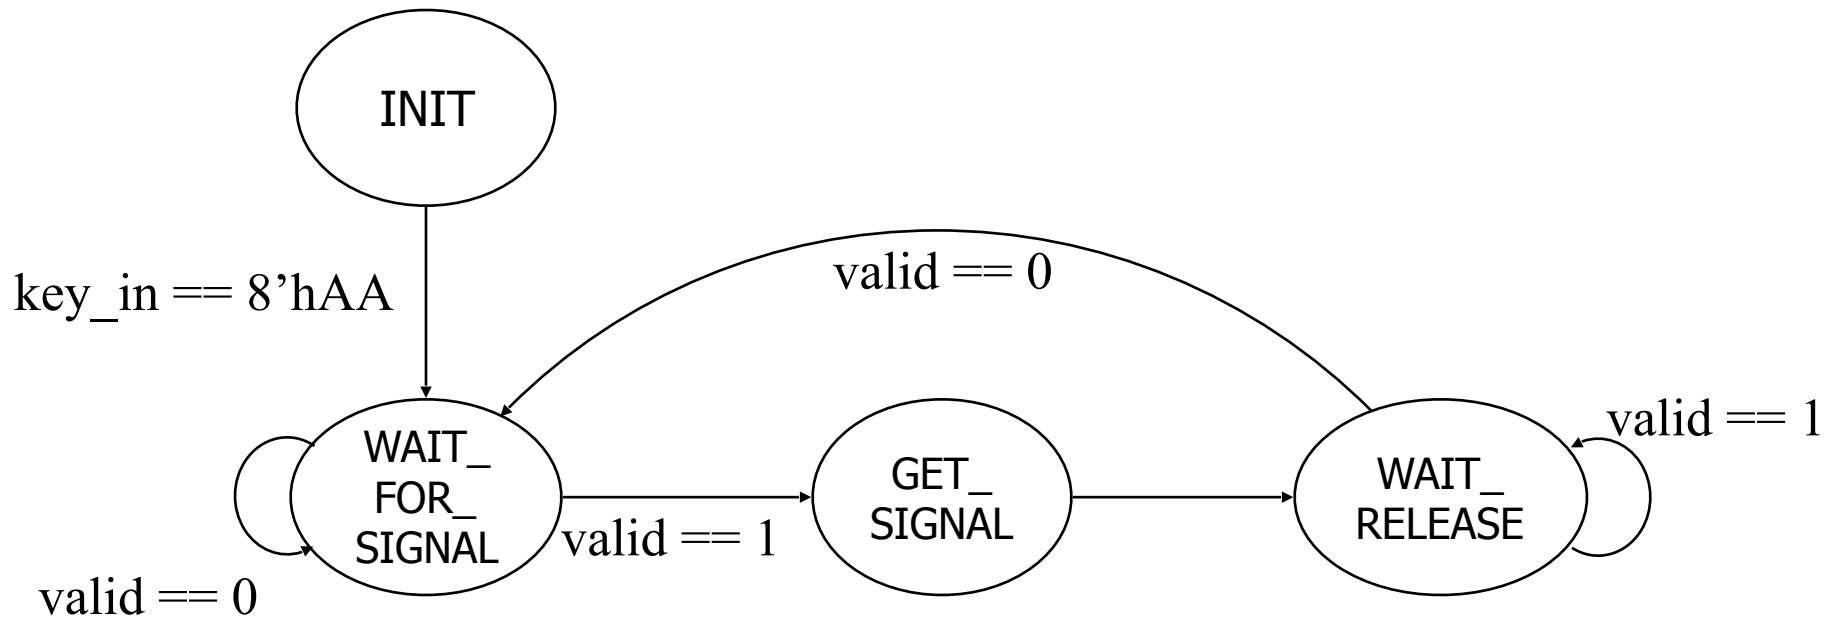 INIT
key_in == 8’hAA
valid == 0
valid == 1
WAIT_
FOR_
SIGNAL
GET_
SIGNAL
WAIT_
RELEASE
valid == 1
valid == 0